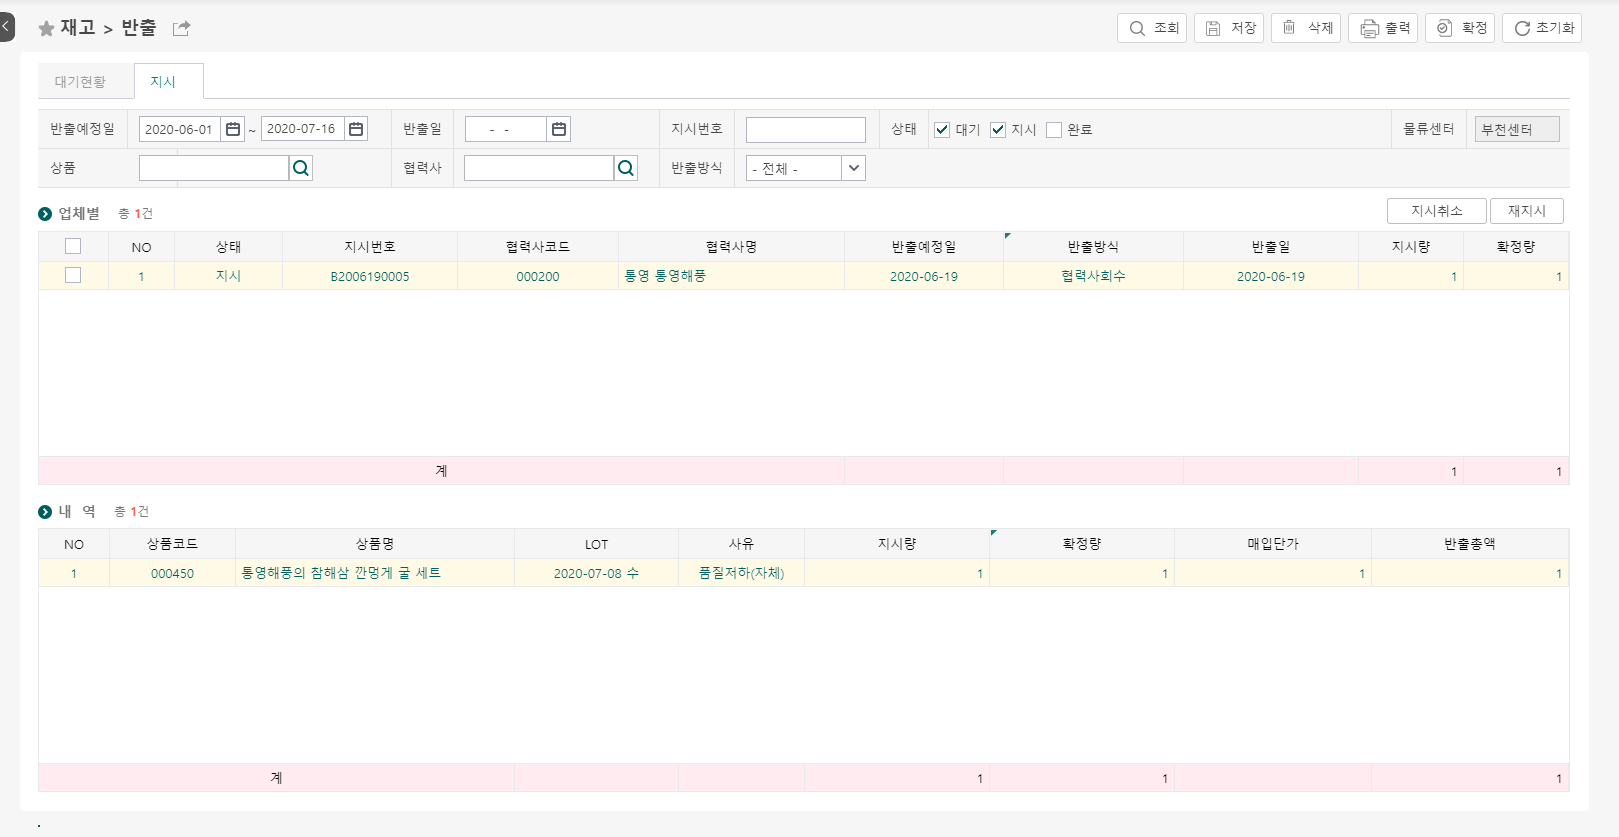 재고 > 반출
조회 저장 삭제 출력 확정 초기화
대기현황 지시
반출예정일 2020-06-01 ~ 2020-07-16 반출일 - - 지시번호 상태 대기 지시 완료 물류센터 부천센터
상품 협력사 반출방식 - 전체 -
업체별 총 1건 지시취소 재지시
NO 상태 지시번호 협력사코드 협력사명 반출예정일 반출방식 반출일 지시량 확정량
1 지시 B2006190005 000200 통영 통영해풍 2020-06-19 협력사회수 2020-06-19 1 1
계 1 1
내 역 총 1건
NO 상품코드 상품명 LOT 사유 지시량 확정량 매입단가 반출총액
1 000450 통영해풍의 참해삼 깐멍게 굴 세트 2020-07-08 수 품질저하(자체) 1 1 1 1
계 1 1 1